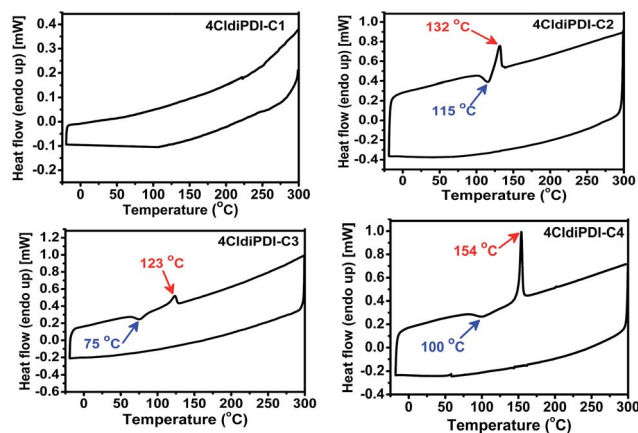 4CldiPDI-C1
Heat flow (endo up) [mW]
0.4
0.3
0.2
0.1
0.0
-0.1
-0.2
0 50 100 150 200 250 300
Temperature (°C)
4CldiPDI-C2
Heat flow (endo up) [mW]
1.0
0.8
0.6
0.4
0.2
0.0
-0.2
-0.4
132 °C
115 °C
0 50 100 150 200 250 300
Temperature (°C)
4CldiPDI-C3
Heat flow (endo up) [mW]
1.2
1.0
0.8
0.6
0.4
0.2
0.0
-0.2
-0.4
-0.6
123 °C
75 °C
0 50 100 150 200 250 300
Temperature (°C)
4CldiPDI-C4
Heat flow (endo up) [mW]
1.0
0.8
0.6
0.4
0.2
0.0
-0.2
-0.4
154 °C
100 °C
0 50 100 150 200 250 300
Temperature (°C)